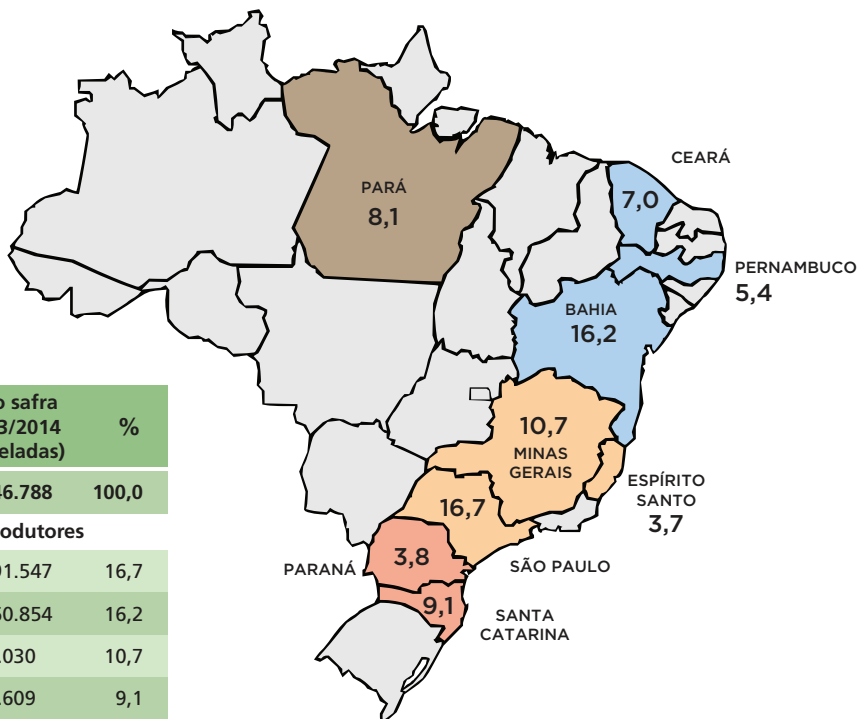 CEARÁ
7,0
PARÁ
8,1
PERNAMBUCO
5,4
BAHIA
16,2
10,7
MINAS
GERAIS
ESPÍRITO
SANTO
3,7
16,7
SÃO PAULO
PARANÁ
3,8
9,1
SANTA
CATARINA
safra
/2014 %
100,0
16,7
16,2
10,7
9,1